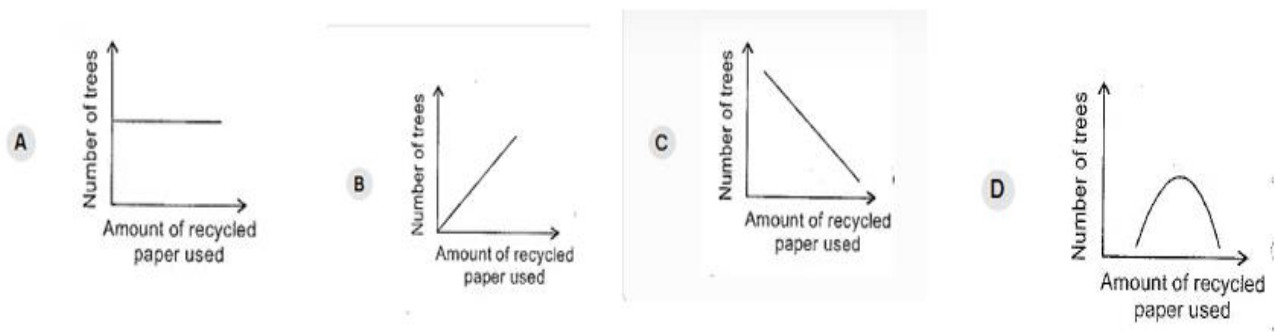 A
Number of trees
Amount of recycled
paper used
B
Number of trees
Amount of recycled
paper used
C
Number of trees
Amount of recycled
paper used
D
Number of trees
Amount of recycled
paper used